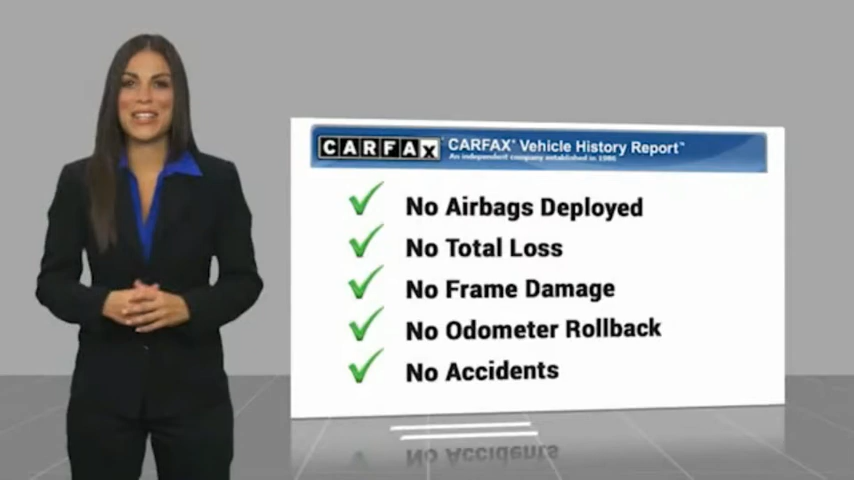 CARFAX CARFAX® Vehicle History Report™
An independent company established in 1986
No Airbags Deployed
No Total Loss
No Frame Damage
No Odometer Rollback
No Accidents